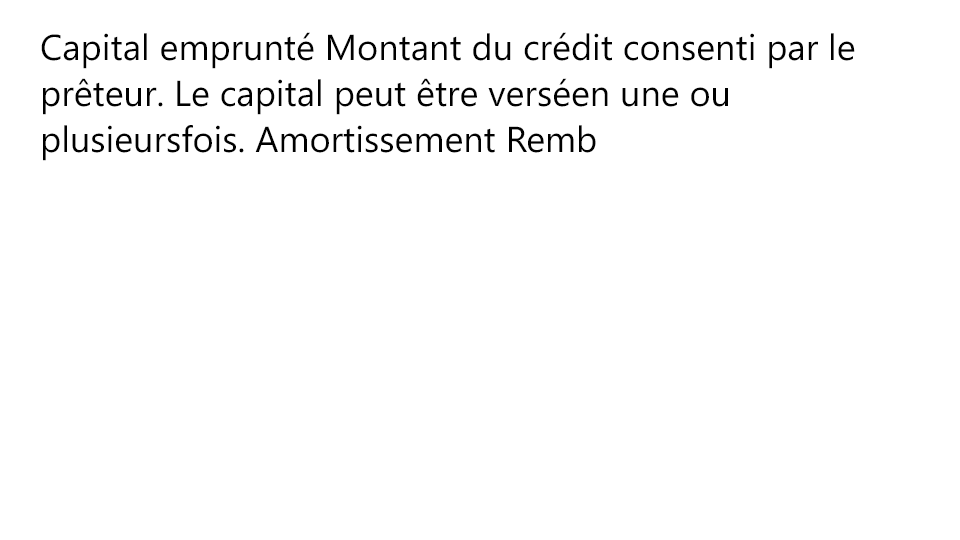 Capital emprunté Montant du crédit consenti par le
prêteur. Le capital peut être verséen une ou
plusieursfois. Amortissement Remb